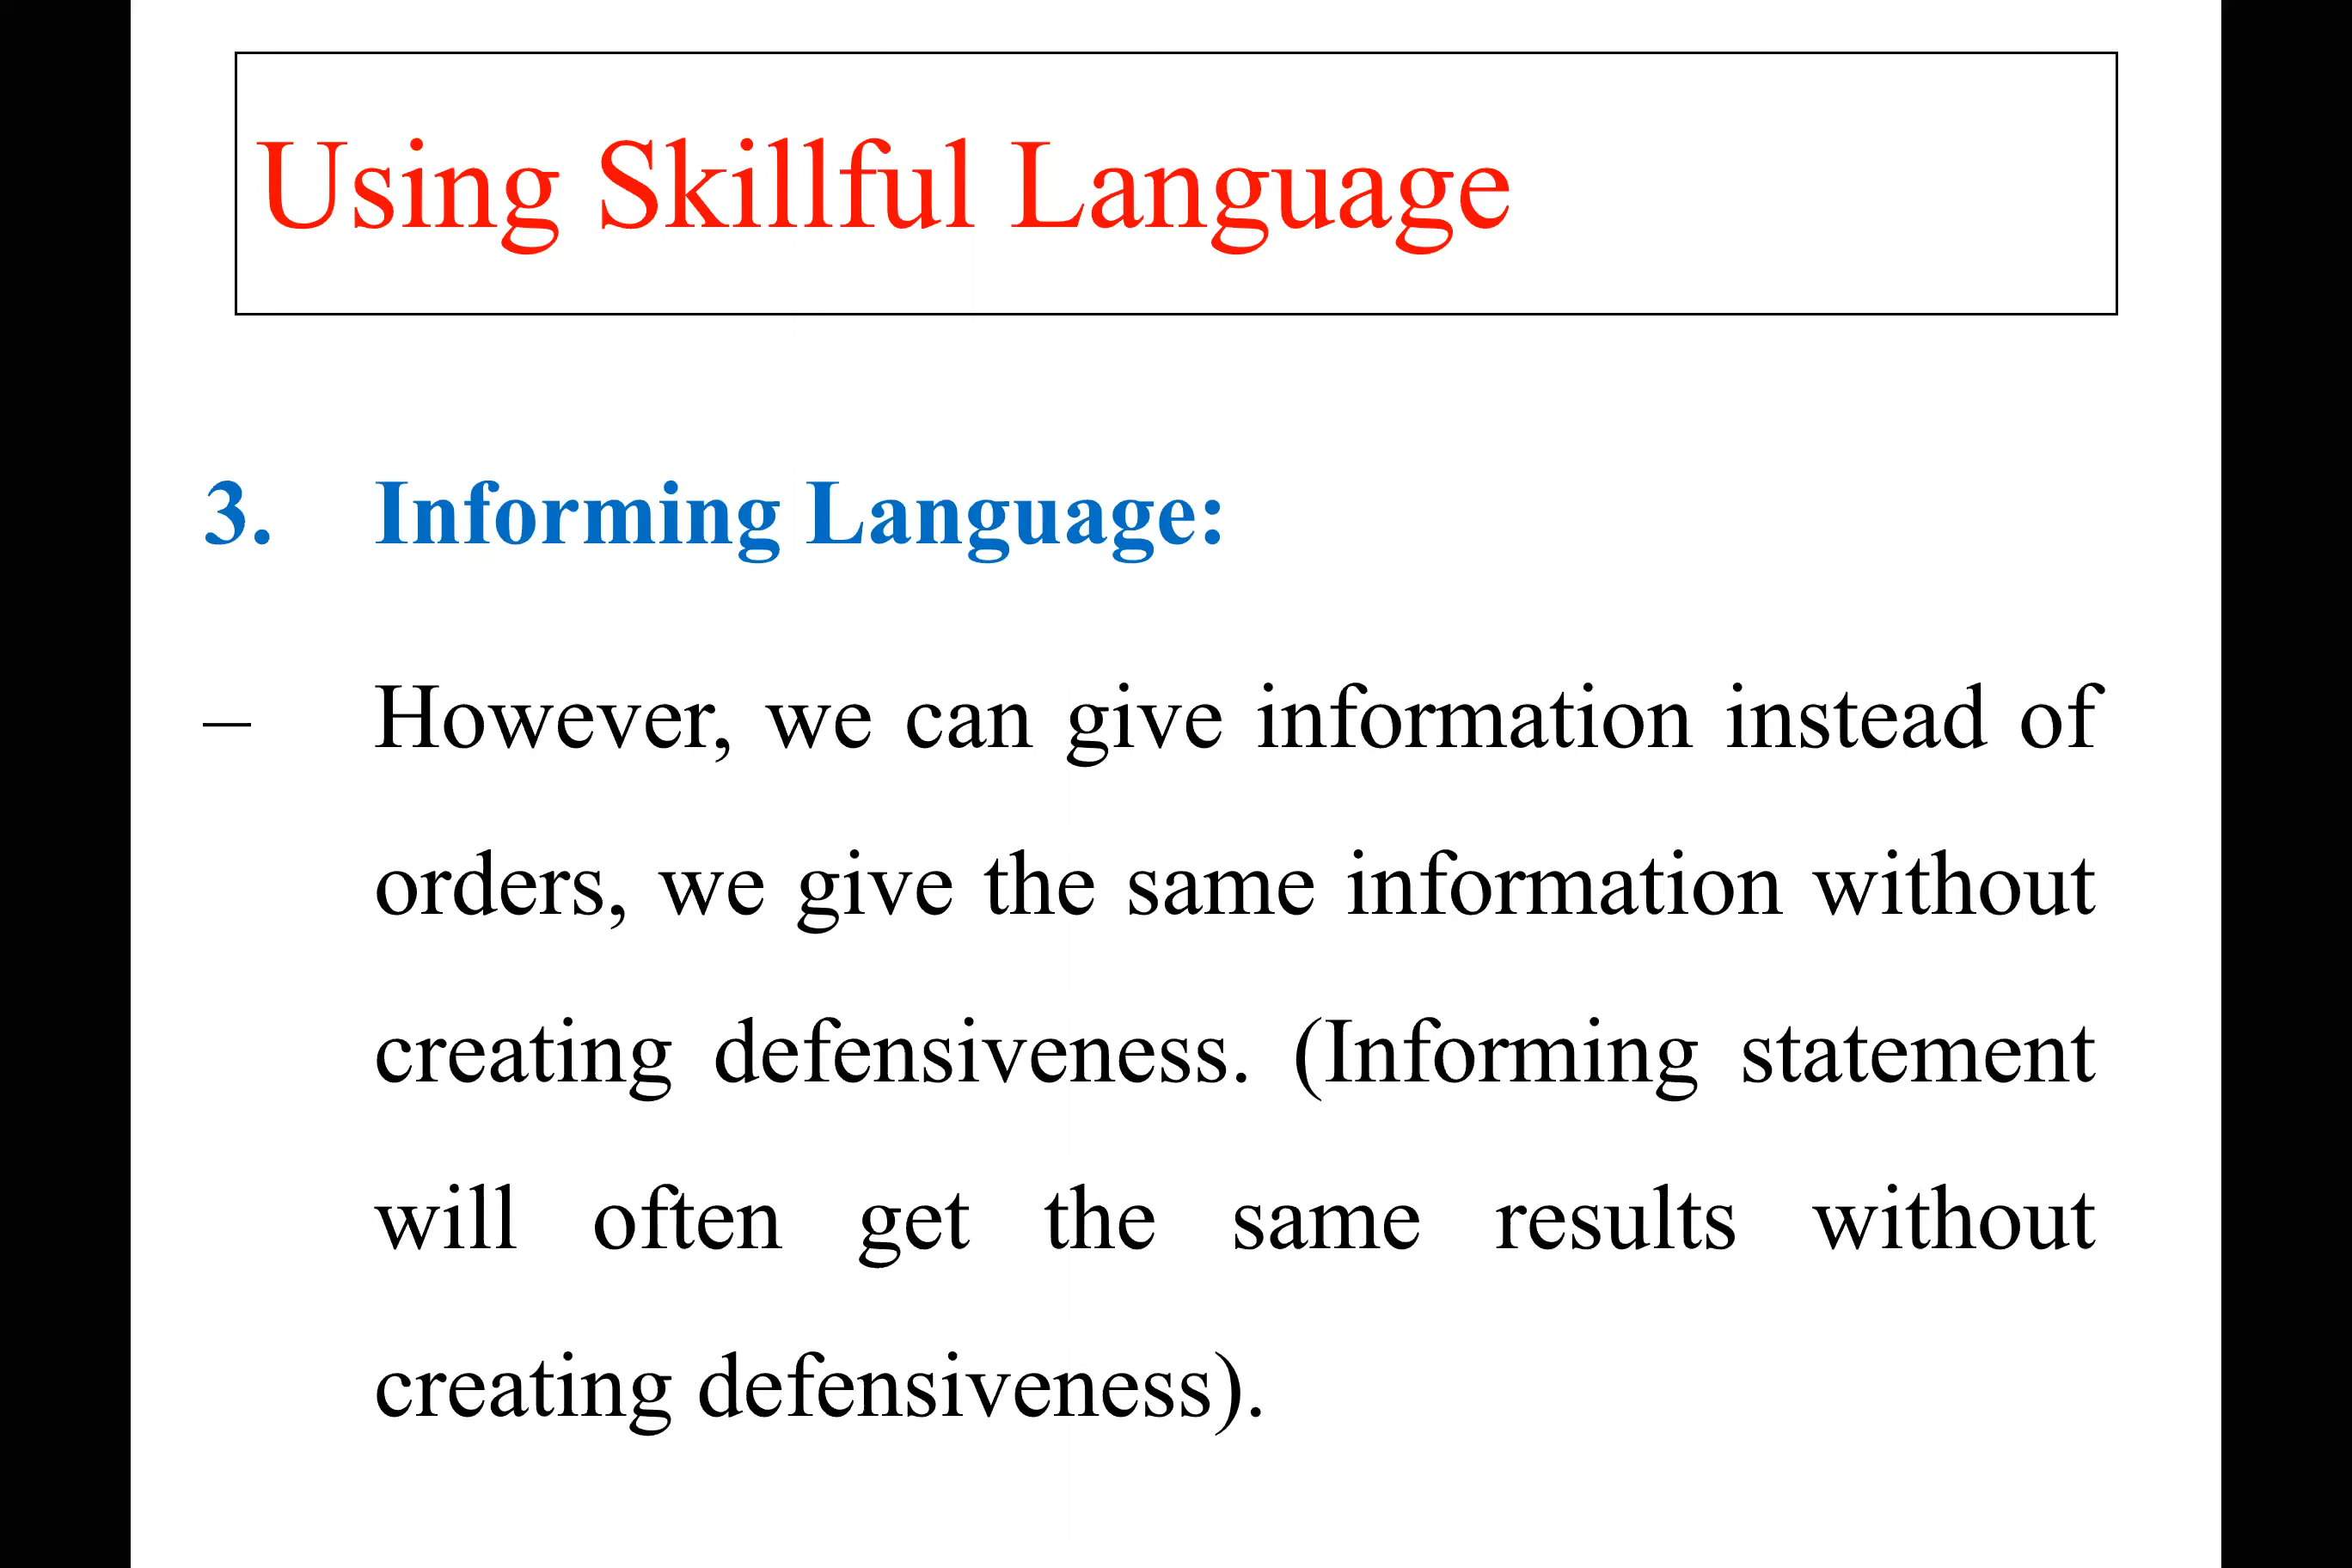 Using Skillful Language
3. Informing Language:
– However, we can give information instead of
orders, we give the same information without
creating defensiveness. (Informing statement
will often get the same results without
creating defensiveness).